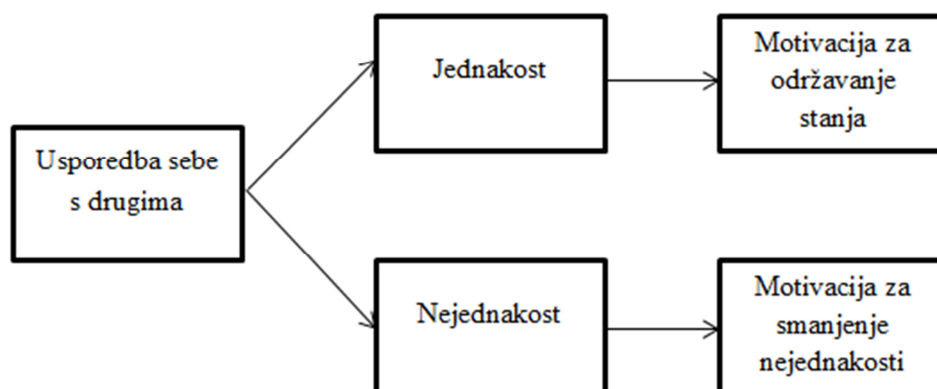 Usporedba sebe
s drugima
Jednakost
Motivacija za
održavanje
stanja
Nejednakost
Motivacija za
smanjenje
nejednakosti